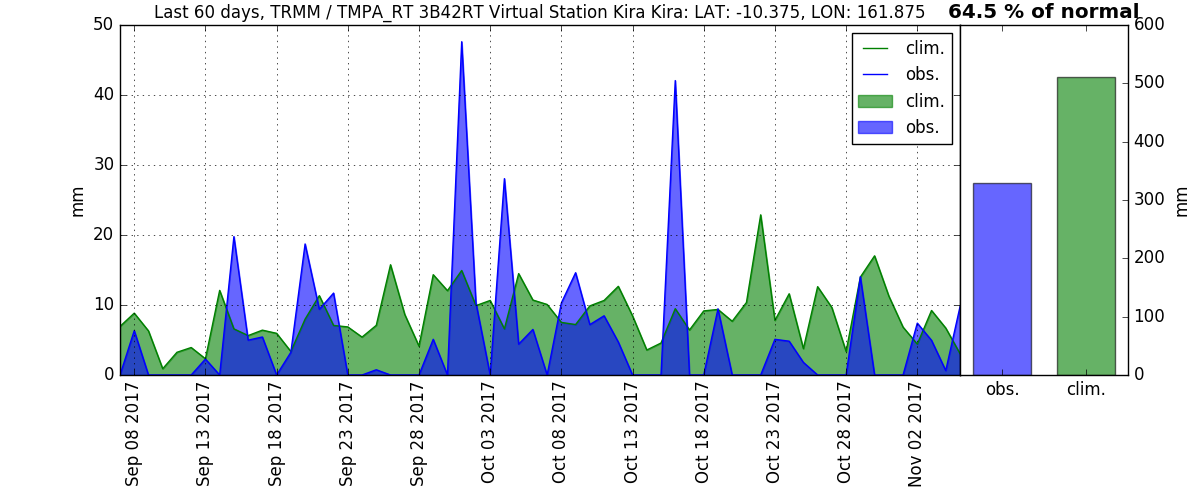 Last 60 days, TRMM / TMPA_RT 3B42RT Virtual Station Kira Kira: LAT: -10.375, LON: 161.875
64.5 % of normal
50
40
30
20
10
0
mm
clim.
obs.
clim.
obs.
Sep 08 2017
Sep 13 2017
Sep 18 2017
Sep 23 2017
Sep 28 2017
Oct 03 2017
Oct 08 2017
Oct 13 2017
Oct 18 2017
Oct 23 2017
Oct 28 2017
Nov 02 2017
600
500
400
300
200
100
0
mm
obs.
clim.